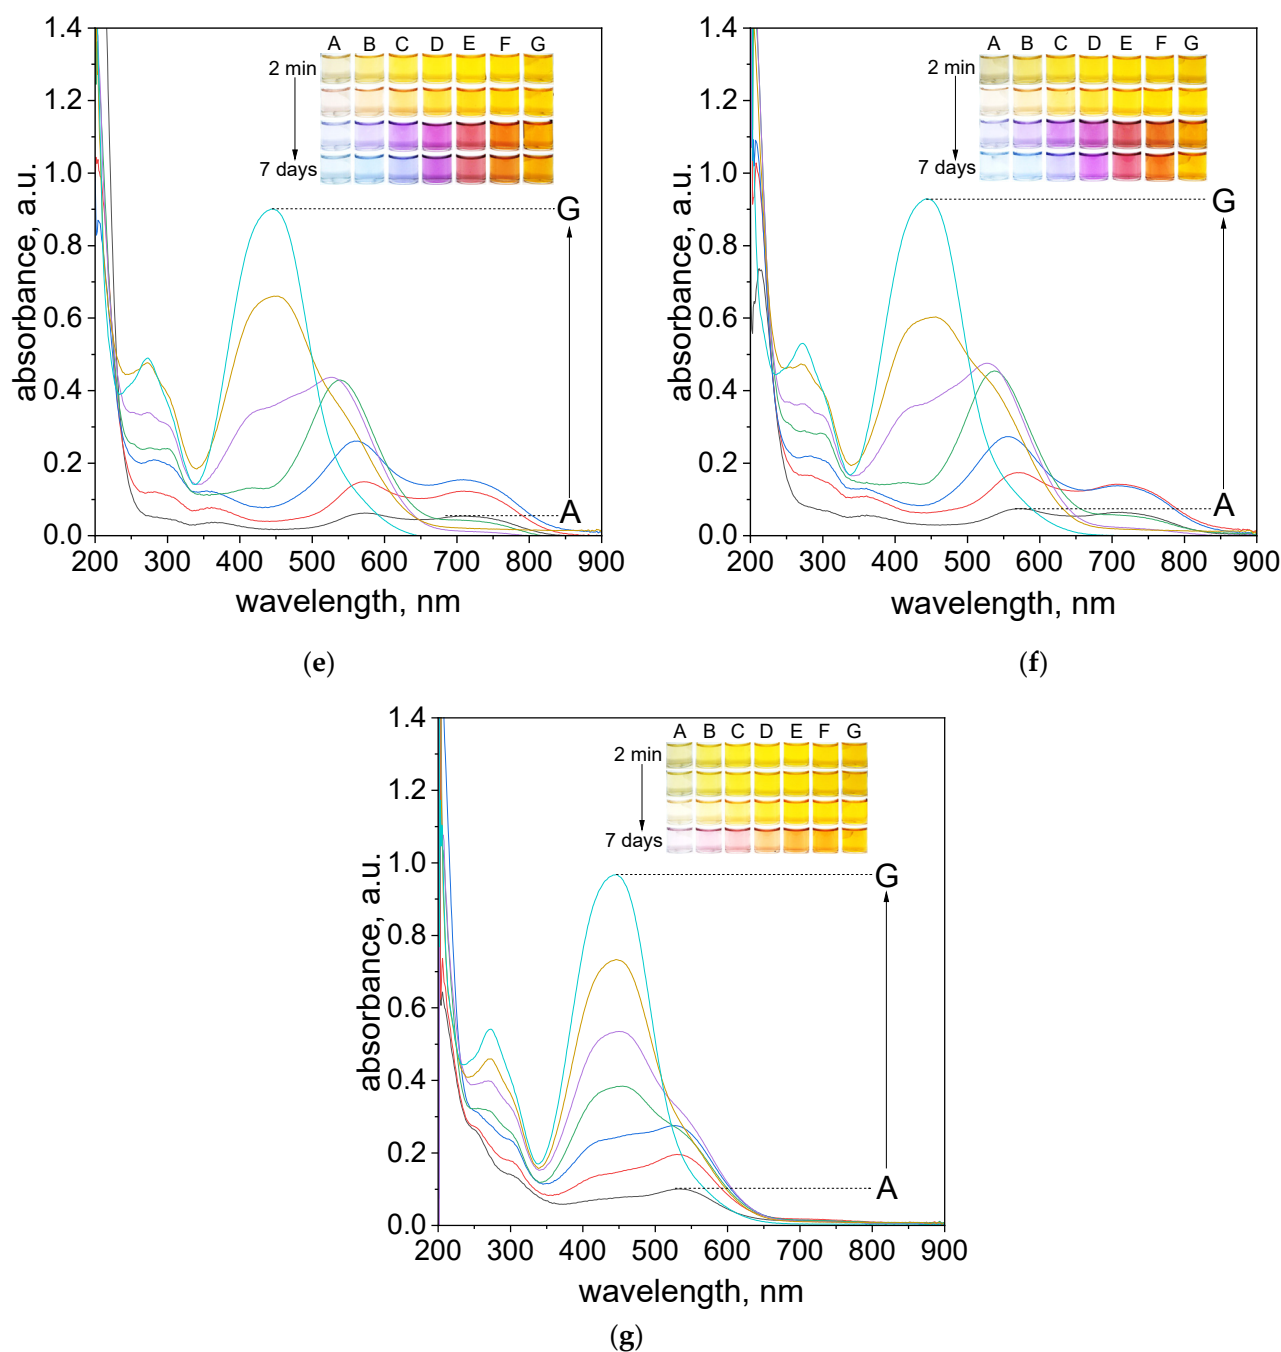 1.4
1.2
1.0
0.8
0.6
0.4
0.2
0.0
absorbance, a.u.
A B C D E F G
2 min
7 days
G
A
200 300 400 500 600 700 800 900
wavelength, nm
(e)
1.4
1.2
1.0
0.8
0.6
0.4
0.2
0.0
absorbance, a.u.
A B C D E F G
2 min
7 days
G
A
200 300 400 500 600 700 800 900
wavelength, nm
(f)
1.4
1.2
1.0
0.8
0.6
0.4
0.2
0.0
absorbance, a.u.
A B C D E F G
2 min
7 days
G
A
200 300 400 500 600 700 800 900
wavelength, nm
(g)